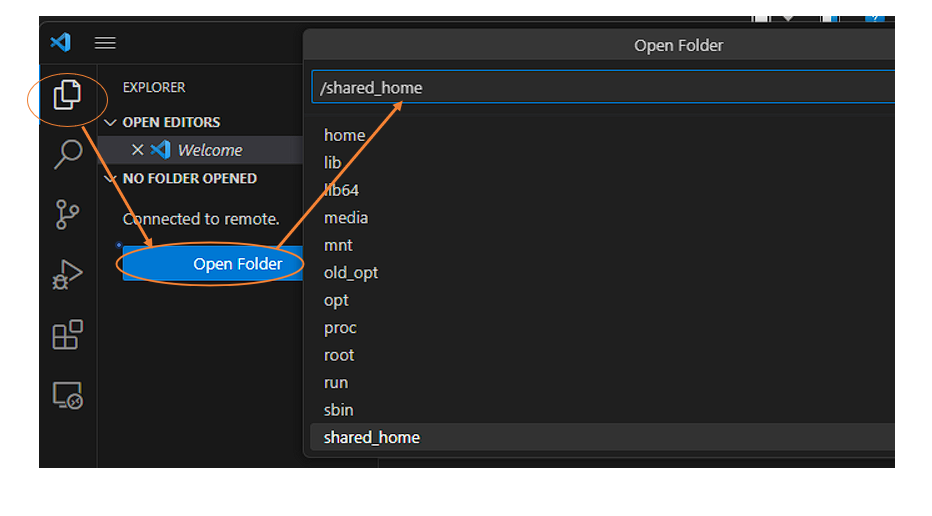 Open Folder
EXPLORER
/shared_home
OPEN EDITORS
Welcome
NO FOLDER OPENED
Connected to remote.
Open Folder
home
lib
lib64
media
mnt
old_opt
opt
proc
root
run
sbin
shared_home